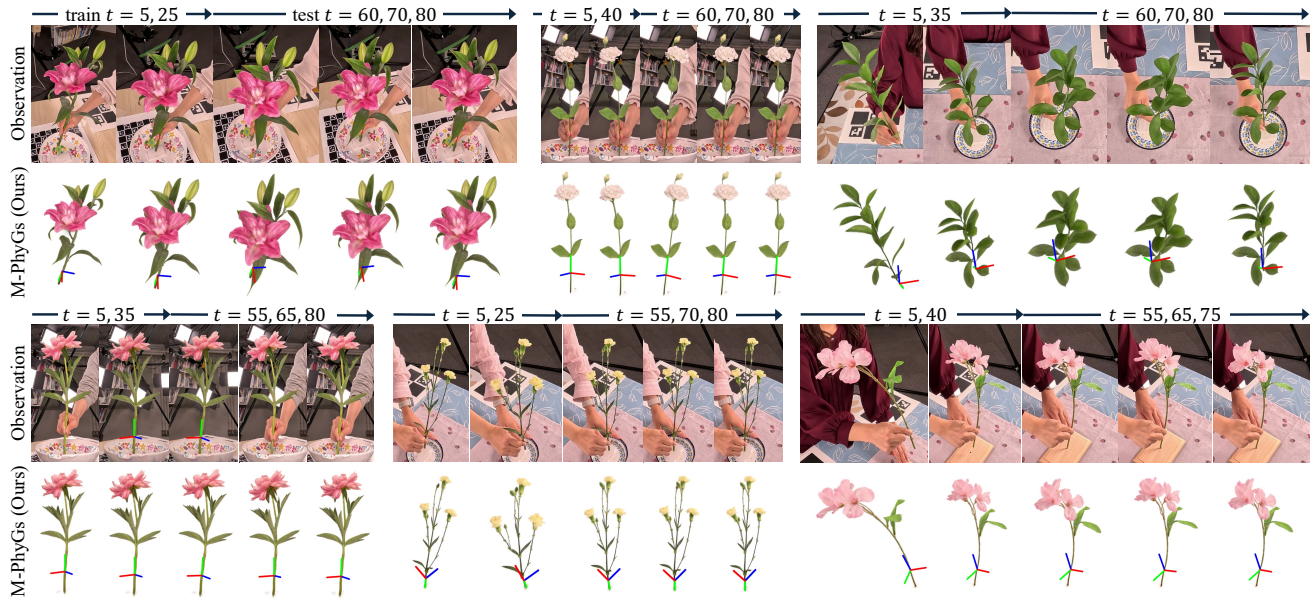 train t = 5, 25 test t = 60, 70, 80 t = 5, 40 t = 60, 70, 80 t = 5, 35 t = 60, 70, 80
Observation
M-PhyGs (Ours)
t = 5, 35 t = 55, 65, 80 t = 5, 25 t = 55, 70, 80 t = 5, 40 t = 55, 65, 75
Observation
M-PhyGs (Ours)